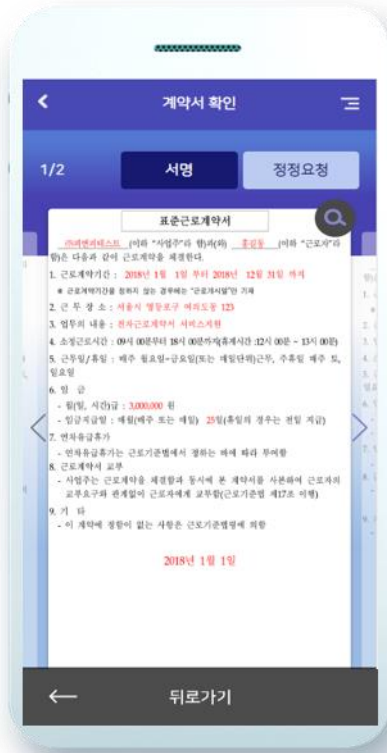 계약서 확인
1/2
서명
정정요청
표준근로계약서
(이하 “사업주”라 함)과(와) 홍길동 (이하 “근로자”라
함)은 다음과 같이 근로계약을 체결한다.
1. 근로계약기간 : 2018년 1월 1일 부터 2018년 12월 31일 까지
※ 근로계약기간을 정하지 않는 경우에는 “근로개시일”만 기재
2. 근 무 장 소 : 서울시 영등포구 여의도동 123
3. 업무의 내용 : 전자근로계약서 서비스지원
4. 소정근로시간 : 09시 00분부터 18시 00분까지(휴게시간 :12시 00분 ~ 13시 00분)
5. 근무일/휴일 : 매주 월요일~금요일(또는 매일단위)근무, 주휴일 매주 토,
일요일
6. 임 금
- 월(일, 시간)급 : 3,000,000 원
- 임금지급일 : 매월(매주 또는 매일) 25일(휴일의 경우는 전일 지급)
7. 연차유급휴가
- 연차유급휴가는 근로기준법에서 정하는 바에 따라 부여함
8. 근로계약서 교부
- 사업주는 근로계약을 체결함과 동시에 본 계약서를 사본하여 근로자의
교부요구와 관계없이 근로자에게 교부함(근로기준법 제17조 이행)
9. 기 타
- 이 계약에 정함이 없는 사항은 근로기준법령에 의함
2018년 1월 1일
뒤로가기